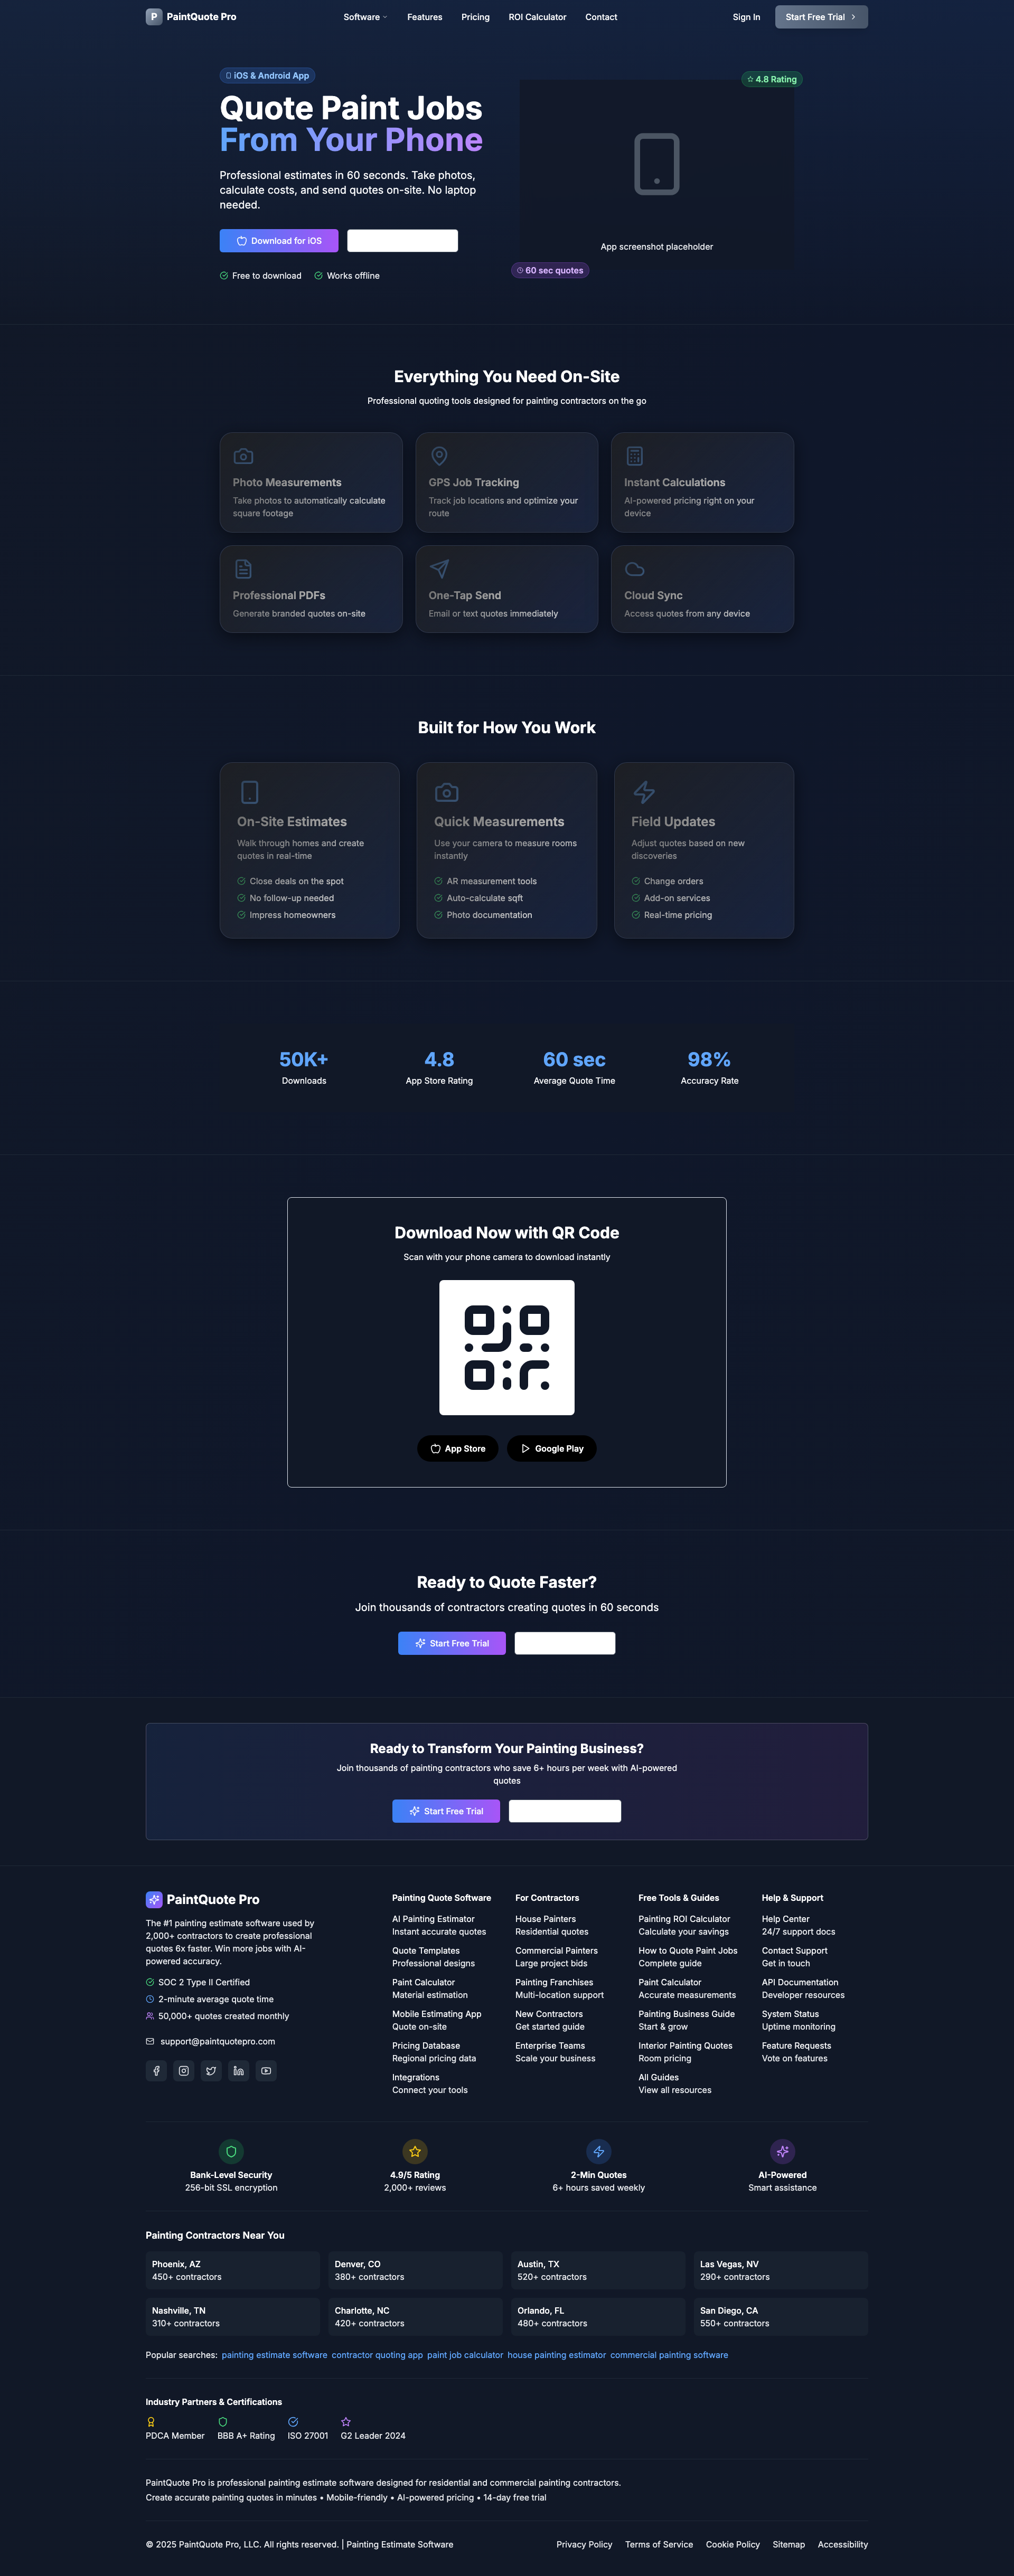 P PaintQuote Pro
Software
Features
Pricing
ROI Calculator
Contact
Sign In
Start Free Trial
iOS & Android App
Quote Paint Jobs
From Your Phone
Professional estimates in 60 seconds. Take photos,
calculate costs, and send quotes on-site. No laptop
needed.
Download for iOS
Free to download
Works offline
4.8 Rating
App screenshot placeholder
60 sec quotes
Everything You Need On-Site
Professional quoting tools designed for painting contractors on the go
Photo Measurements
Take photos to automatically calculate
square footage
GPS Job Tracking
Track job locations and optimize your
route
Instant Calculations
AI-powered pricing right on your
device
Professional PDFs
Generate branded quotes on-site
One-Tap Send
Email or text quotes immediately
Cloud Sync
Access quotes from any device
Built for How You Work
On-Site Estimates
Walk through homes and create
quotes in real-time
Close deals on the spot
No follow-up needed
Impress homeowners
Quick Measurements
Use your camera to measure rooms
instantly
AR measurement tools
Auto-calculate sqft
Photo documentation
Field Updates
Adjust quotes based on new
discoveries
Change orders
Add-on services
Real-time pricing
50K+
Downloads
4.8
App Store Rating
60 sec
Average Quote Time
98%
Accuracy Rate
Download Now with QR Code
Scan with your phone camera to download instantly
App Store
Google Play
Ready to Quote Faster?
Join thousands of contractors creating quotes in 60 seconds
Start Free Trial
Ready to Transform Your Painting Business?
Join thousands of painting contractors who save 6+ hours per week with AI-powered
quotes
Start Free Trial
PaintQuote Pro
The #1 painting estimate software used by
2,000+ contractors to create professional
quotes 6x faster. Win more jobs with AI-
powered accuracy.
SOC 2 Type II Certified
2-minute average quote time
50,000+ quotes created monthly
support@paintquotepro.com
Painting Quote Software
AI Painting Estimator
Instant accurate quotes
Quote Templates
Professional designs
Paint Calculator
Material estimation
Mobile Estimating App
Quote on-site
Pricing Database
Regional pricing data
Integrations
Connect your tools
For Contractors
House Painters
Residential quotes
Commercial Painters
Large project bids
Painting Franchises
Multi-location support
New Contractors
Get started guide
Enterprise Teams
Scale your business
Free Tools & Guides
Painting ROI Calculator
Calculate your savings
How to Quote Paint Jobs
Complete guide
Paint Calculator
Accurate measurements
Painting Business Guide
Start & grow
Interior Painting Quotes
Room pricing
All Guides
View all resources
Help & Support
Help Center
24/7 support docs
Contact Support
Get in touch
API Documentation
Developer resources
System Status
Uptime monitoring
Feature Requests
Vote on features
Bank-Level Security
256-bit SSL encryption
4.9/5 Rating
2,000+ reviews
2-Min Quotes
6+ hours saved weekly
AI-Powered
Smart assistance
Painting Contractors Near You
Phoenix, AZ
450+ contractors
Denver, CO
380+ contractors
Austin, TX
520+ contractors
Las Vegas, NV
290+ contractors
Nashville, TN
310+ contractors
Charlotte, NC
420+ contractors
Orlando, FL
480+ contractors
San Diego, CA
550+ contractors
Popular searches: painting estimate software contractor quoting app paint job calculator house painting estimator commercial painting software
Industry Partners & Certifications
PDCA Member
BBB A+ Rating
ISO 27001
G2 Leader 2024
PaintQuote Pro is professional painting estimate software designed for residential and commercial painting contractors.
Create accurate painting quotes in minutes • Mobile-friendly • AI-powered pricing • 14-day free trial
© 2025 PaintQuote Pro, LLC. All rights reserved. | Painting Estimate Software
Privacy Policy
Terms of Service
Cookie Policy
Sitemap
Accessibility